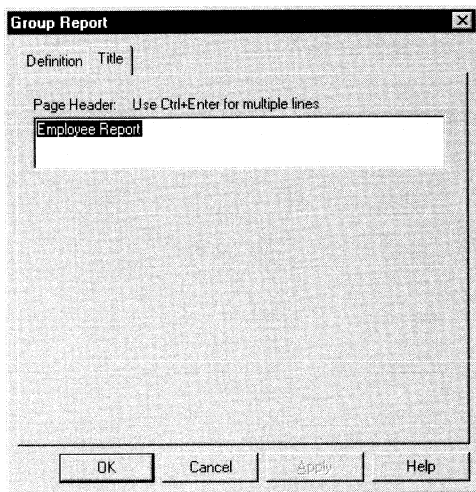 Group Report
Definition Title
Page Header: Use Ctrl+Enter for multiple lines
Employee Report
OK Cancel Apply Help